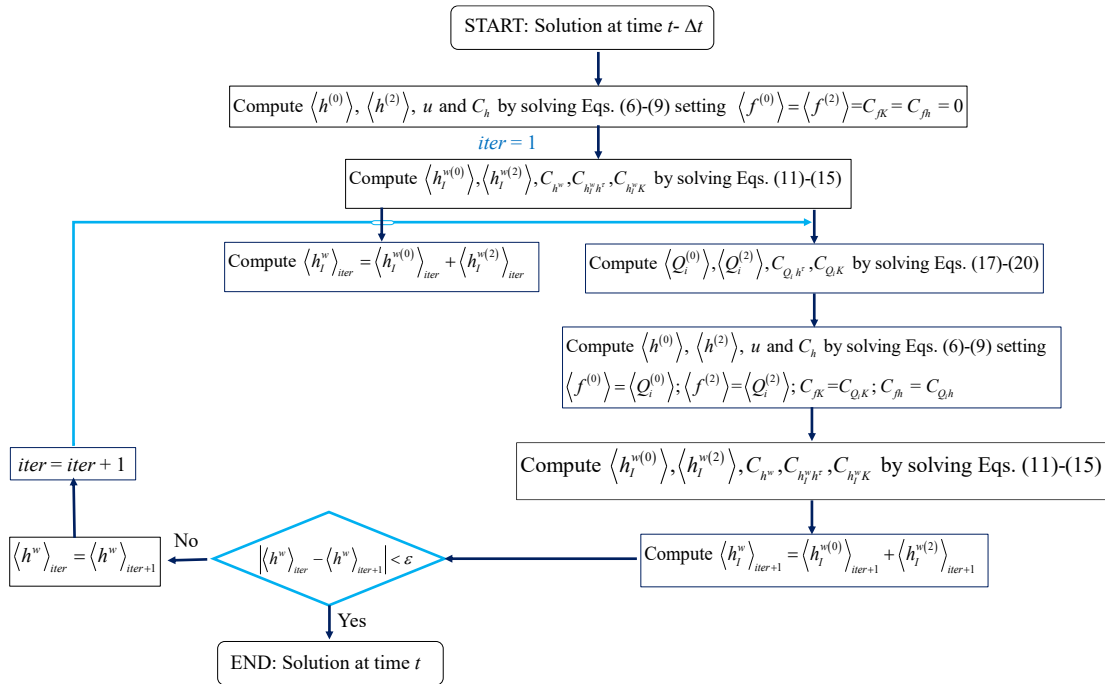 START: Solution at time t- Δt
Compute ⟨h^(0)⟩, ⟨h^(2)⟩, u and C_h by solving Eqs. (6)-(9) setting ⟨f^(0)⟩=⟨f^(2)⟩=C_fK= C_fh = 0
iter = 1
Compute ⟨h_I^w(0)⟩,⟨h_I^w(2)⟩,C_h^w,C_h_I^w h^τ,C_h_I^w K by solving Eqs. (11)-(15)
Compute ⟨h_I^w⟩_iter =⟨h_I^w(0)⟩_iter +⟨h_I^w(2)⟩_iter
Compute ⟨Q_i^(0)⟩,⟨Q_i^(2)⟩,C_Q_i h^τ,C_Q_i K by solving Eqs. (17)-(20)
Compute ⟨h^(0)⟩, ⟨h^(2)⟩, u and C_h by solving Eqs. (6)-(9) setting
⟨f^(0)⟩=⟨Q_i^(0)⟩;⟨f^(2)⟩=⟨Q_i^(2)⟩;C_fK=C_Q_i K;C_fh = C_Q_i h
Compute ⟨h_I^w(0)⟩,⟨h_I^w(2)⟩,C_h^w,C_h_I^w h^τ,C_h_I^w K by solving Eqs. (11)-(15)
Compute ⟨h_I^w⟩_iter+1 =⟨h_I^w(0)⟩_iter+1 +⟨h_I^w(2)⟩_iter+1
|⟨h^w⟩_iter −⟨h^w⟩_iter+1| < ε
No
⟨h^w⟩_iter =⟨h^w⟩_iter+1
iter = iter + 1
Yes
END: Solution at time t